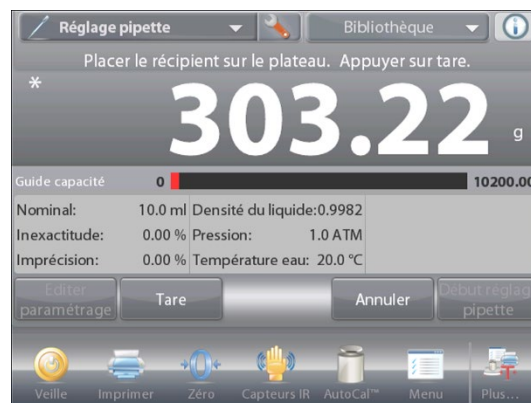 Réglage pipette Bibliothèque
Placer le récipient sur le plateau. Appuyer sur tare.
*
303.22 g
Guide capacité 0 10200.00
Nominal: 10.0 ml Densité du liquide:0.9982
Inexactitude: 0.00 % Pression: 1.0 ATM
Imprécision: 0.00 % Température eau: 20.0 °C
Editer paramétrage Tare Annuler Début réglage pipette
Veille Imprimer Zéro Capteurs IR AutoCal™ Menu Plus...